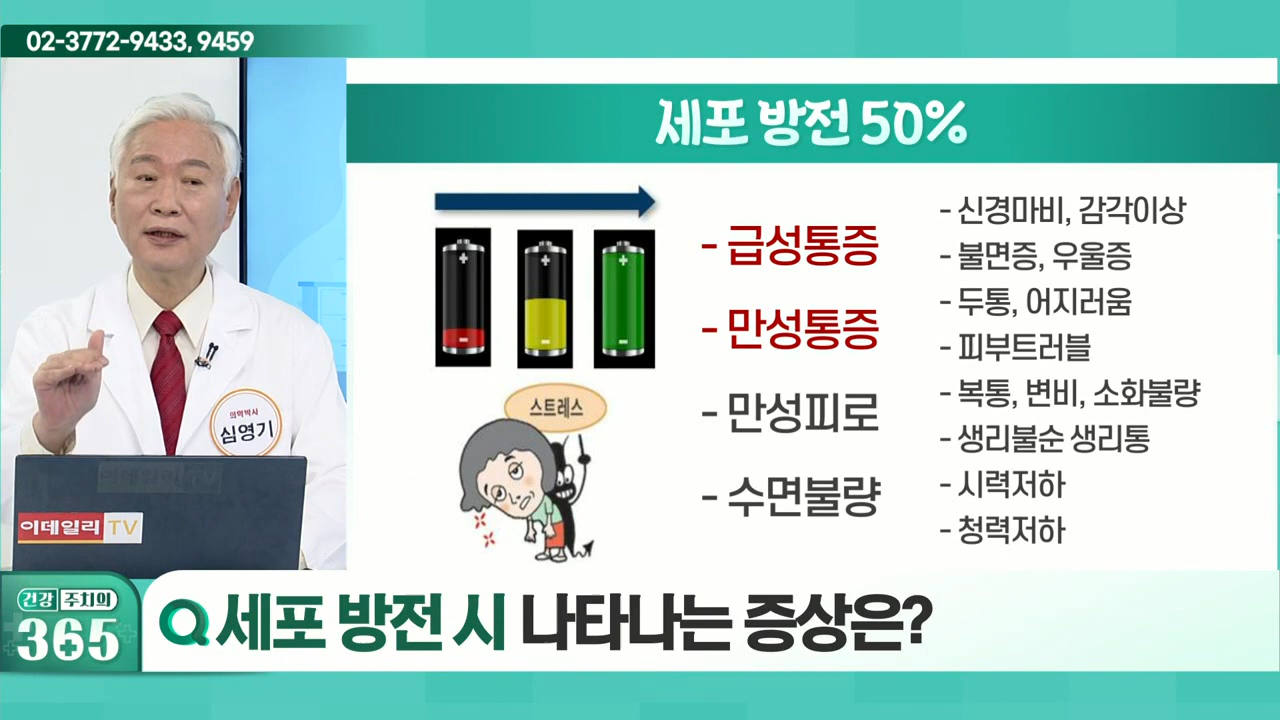 02-3772-9433, 9459
세포 방전 50%
- 급성통증
- 만성통증
- 만성피로
- 수면불량
- 신경마비, 감각이상
- 불면증, 우울증
- 두통, 어지러움
- 피부트러블
- 복통, 변비, 소화불량
- 생리불순 생리통
- 시력저하
- 청력저하
스트레스
의학박사
심영기
이데일리 TV
건강 주치의
365
Q 세포 방전 시 나타나는 증상은?